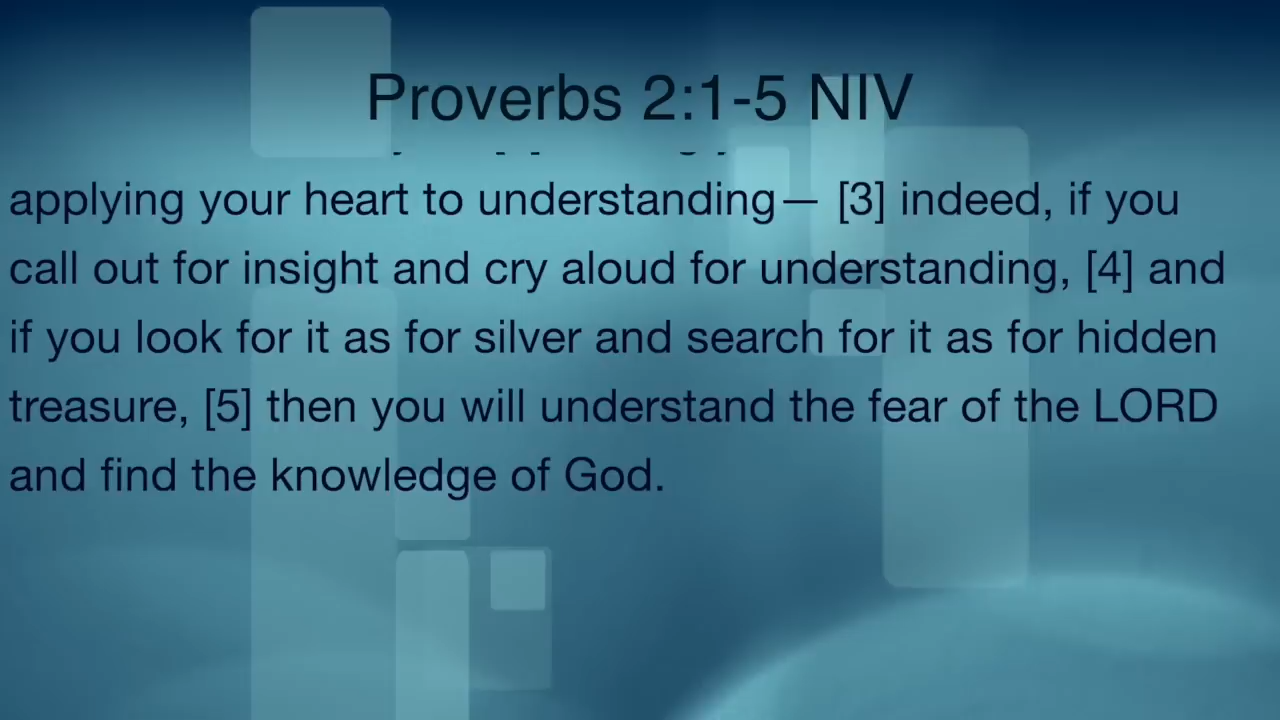 Proverbs 2:1-5 NIV
applying your heart to understanding— [3] indeed, if you
call out for insight and cry aloud for understanding, [4] and
if you look for it as for silver and search for it as for hidden
treasure, [5] then you will understand the fear of the LORD
and find the knowledge of God.